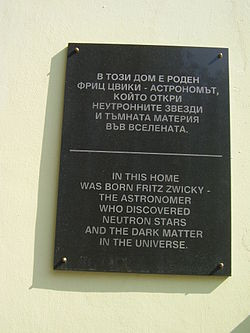 В ТОЗИ ДОМ Е РОДЕН
ФРИЦ ЦВИКИ - АСТРОНОМЪТ,
КОЙТО ОТКРИ
НЕУТРОННИТЕ ЗВЕЗДИ
И ТЪМНАТА МАТЕРИЯ
ВЪВ ВСЕЛЕНАТА.
IN THIS HOME
WAS BORN FRITZ ZWICKY -
THE ASTRONOMER
WHO DISCOVERED
NEUTRON STARS
AND THE DARK MATTER
IN THE UNIVERSE.